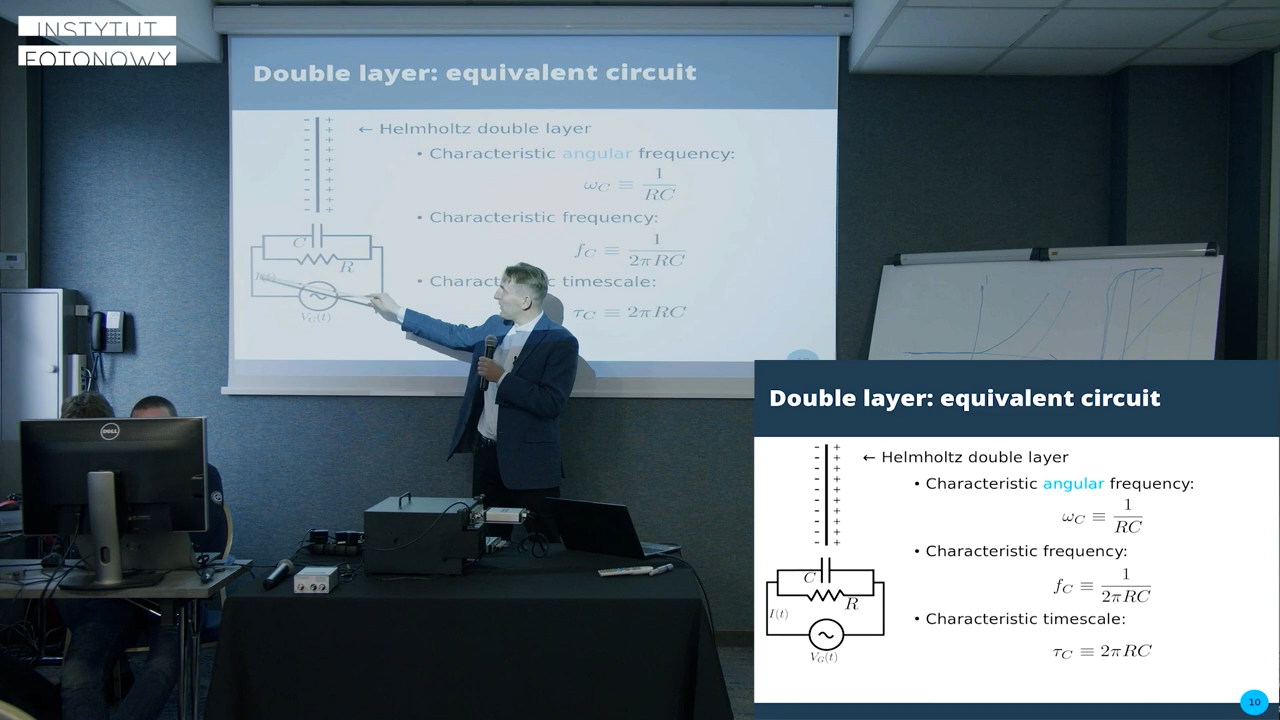 INSTYTUT
FOTONOWY
Double layer: equivalent circuit
← Helmholtz double layer
• Characteristic angular frequency:
ω_C ≡ 1/RC
• Characteristic frequency:
f_C ≡ 1/2πRC
• Charact c timescale:
τ_C ≡ 2πRC
C
R
I(t)
V_G(t)
DELL
Double layer: equivalent circuit
← Helmholtz double layer
• Characteristic angular frequency:
ω_C ≡ 1/RC
• Characteristic frequency:
f_C ≡ 1/2πRC
• Characteristic timescale:
τ_C ≡ 2πRC
C
R
I(t)
V_G(t)
10